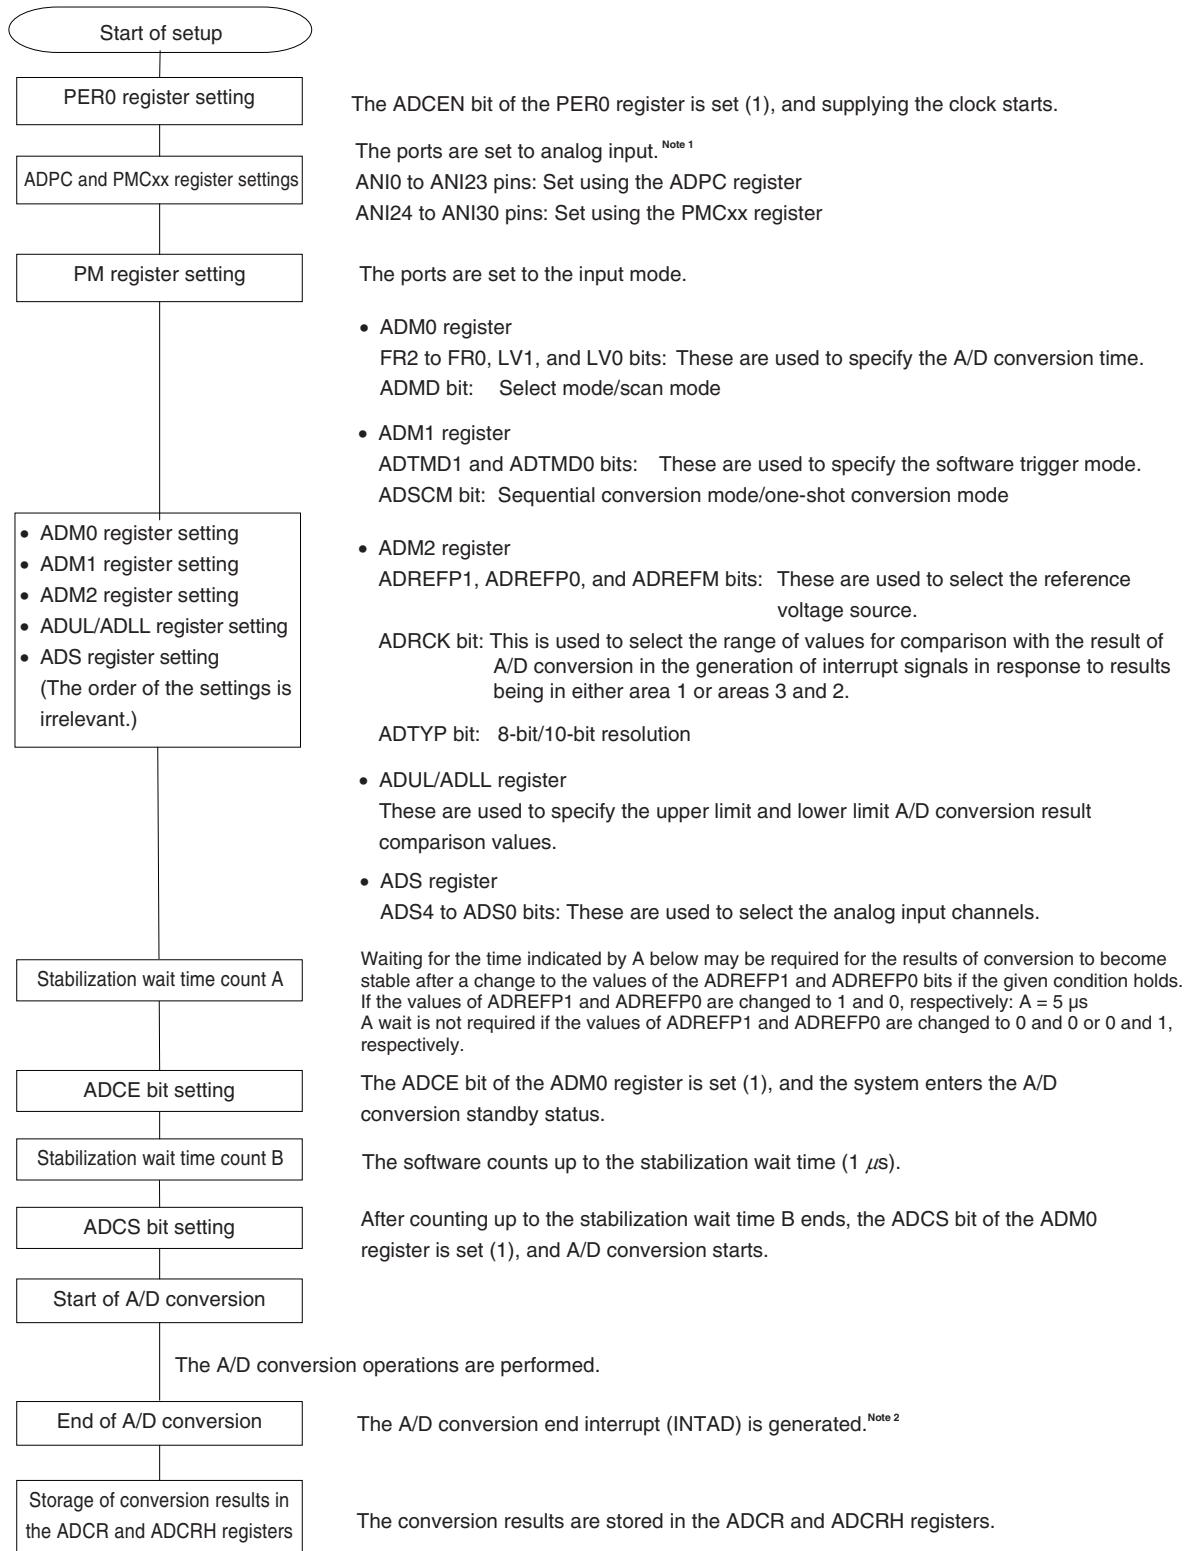 Start of setup
PER0 register setting
The ADCEN bit of the PER0 register is set (1), and supplying the clock starts.
ADPC and PMCxx register settings
The ports are set to analog input. Note 1
ANI0 to ANI23 pins: Set using the ADPC register
ANI24 to ANI30 pins: Set using the PMCxx register
PM register setting
The ports are set to the input mode.
• ADM0 register
FR2 to FR0, LV1, and LV0 bits: These are used to specify the A/D conversion time.
ADMD bit: Select mode/scan mode
• ADM1 register
ADTMD1 and ADTMD0 bits: These are used to specify the software trigger mode.
ADSCM bit: Sequential conversion mode/one-shot conversion mode
• ADM0 register setting
• ADM1 register setting
• ADM2 register setting
• ADUL/ADLL register setting
• ADS register setting
(The order of the settings is
irrelevant.)
• ADM2 register
ADREFP1, ADREFP0, and ADREFM bits: These are used to select the reference
voltage source.
ADRCK bit: This is used to select the range of values for comparison with the result of
A/D conversion in the generation of interrupt signals in response to results
being in either area 1 or areas 3 and 2.
ADTYP bit: 8-bit/10-bit resolution
• ADUL/ADLL register
These are used to specify the upper limit and lower limit A/D conversion result
comparison values.
• ADS register
ADS4 to ADS0 bits: These are used to select the analog input channels.
Stabilization wait time count A
Waiting for the time indicated by A below may be required for the results of conversion to become
stable after a change to the values of the ADREFP1 and ADREFP0 bits if the given condition holds.
If the values of ADREFP1 and ADREFP0 are changed to 1 and 0, respectively: A = 5 µs
A wait is not required if the values of ADREFP1 and ADREFP0 are changed to 0 and 0 or 0 and 1,
respectively.
ADCE bit setting
The ADCE bit of the ADM0 register is set (1), and the system enters the A/D
conversion standby status.
Stabilization wait time count B
The software counts up to the stabilization wait time (1 µs).
ADCS bit setting
After counting up to the stabilization wait time B ends, the ADCS bit of the ADM0
register is set (1), and A/D conversion starts.
Start of A/D conversion
The A/D conversion operations are performed.
End of A/D conversion
The A/D conversion end interrupt (INTAD) is generated. Note 2
Storage of conversion results in
the ADCR and ADCRH registers
The conversion results are stored in the ADCR and ADCRH registers.